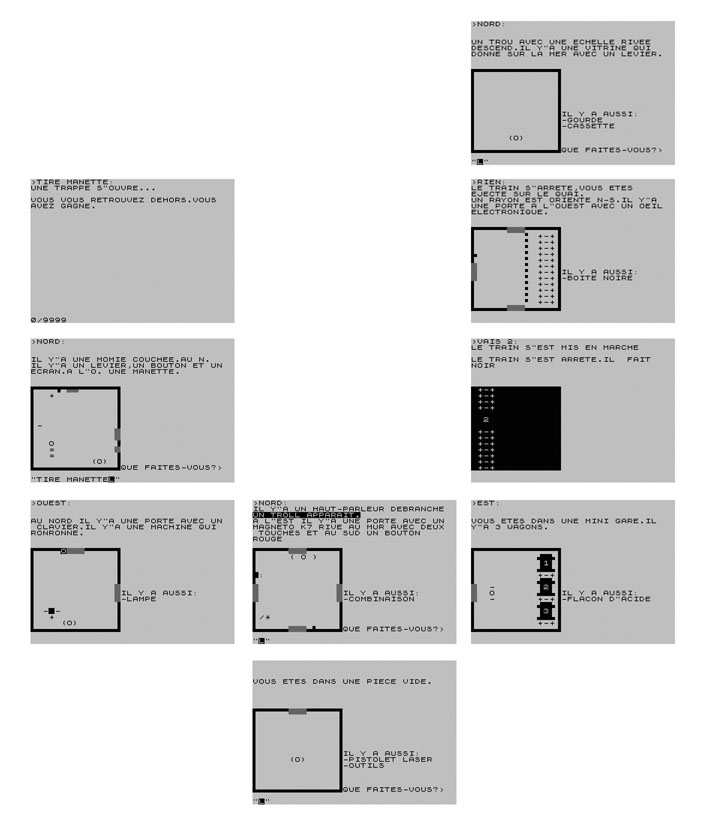 >NORD:
UN TROU AVEC UNE ECHELLE RIVEE
DESCEND.IL Y"A UNE VITRINE QUI
DONNE SUR LA MER AVEC UN LEVIER.
IL Y A AUSSI:
-GOURDE
-CASSETTE
(O)
QUE FAITES-VOUS?>
"L"
>TIRE MANETTE:
UNE TRAPPE S"OUVRE...
VOUS VOUS RETROUVEZ DEHORS.VOUS
AVEZ GAGNE.
0/9999
>RIEN:
LE TRAIN S"ARRETE.VOUS ETES
EJECTE SUR LE QUAI.
UN RAYON EST ORIENTE N-S.IL Y"A
UNE PORTE A L"OUEST AVEC UN OEIL
ELECTRONIQUE.
IL Y A AUSSI:
-BOITE NOIRE
>NORD:
IL Y"A UNE MOMIE COUCHEE.AU N.
IL Y"A UN LEVIER,UN BOUTON ET UN
ECRAN.A L"O. UNE MANETTE.
(O)
QUE FAITES-VOUS?>
"TIRE MANETTEL"
>VAIS 2:
LE TRAIN S"EST MIS EN MARCHE
LE TRAIN S"EST ARRETE.IL  FAIT
NOIR
2
>OUEST:
AU NORD IL Y"A UNE PORTE AVEC UN
 CLAVIER.IL Y"A UNE MACHINE QUI
RONRONNE.
IL Y A AUSSI:
-LAMPE
(O)
>NORD:
IL Y"A UN HAUT-PARLEUR DEBRANCHE
UN TROLL APPARAIT.
A L"EST IL Y"A UNE PORTE AVEC UN
MAGNETO K7 RIVE AU MUR AVEC DEUX
 TOUCHES ET AU SUD UN BOUTON
ROUGE
( O )
IL Y A AUSSI:
-COMBINAISON
QUE FAITES-VOUS?>
"L"
>EST:
VOUS ETES DANS UNE MINI GARE.IL
Y"A 3 WAGONS.
1
2
3
IL Y A AUSSI:
-FLACON D"ACIDE
VOUS ETES DANS UNE PIECE VIDE.
(O)
IL Y A AUSSI:
-PISTOLET LASER
-OUTILS
QUE FAITES-VOUS?>
"L"